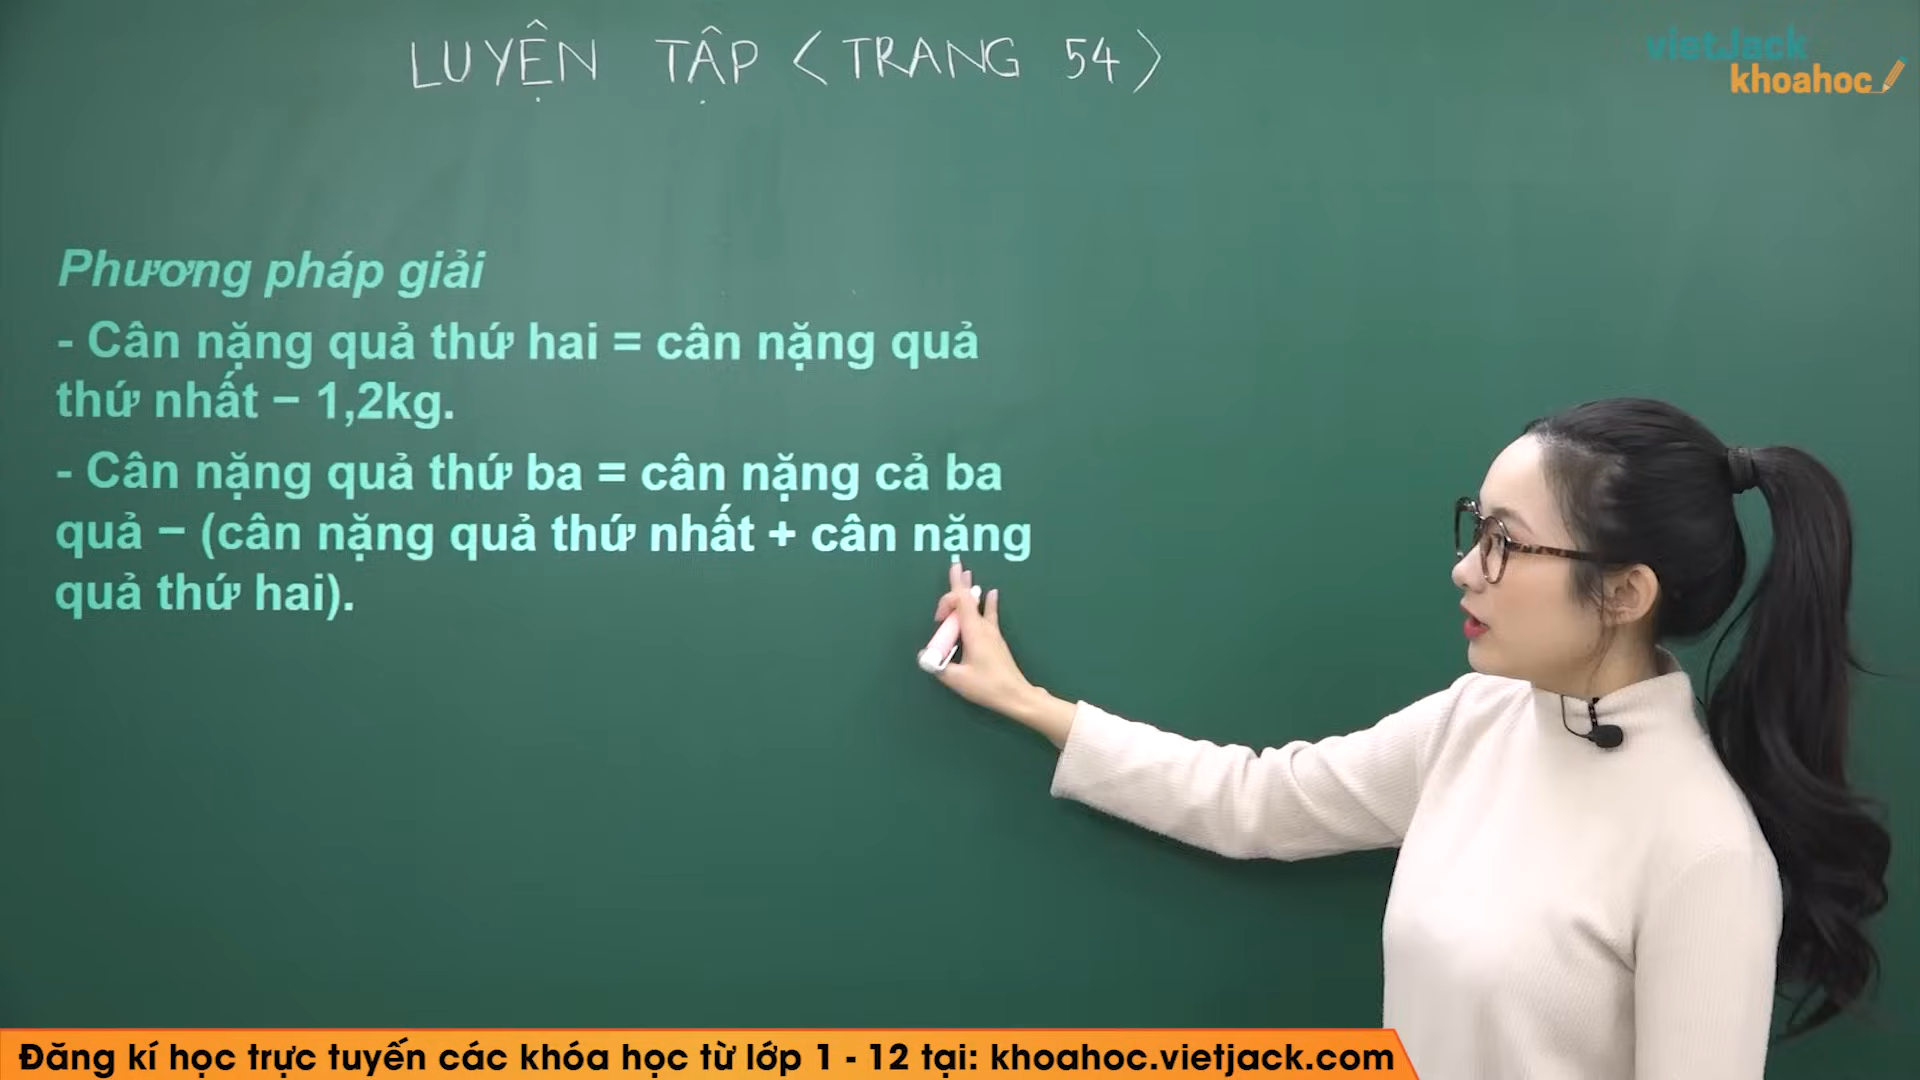 LUYỆN TẬP < TRANG 54 >
vietJack
khoahoc
Phương pháp giải
- Cân nặng quả thứ hai = cân nặng quả
thứ nhất − 1,2kg.
- Cân nặng quả thứ ba = cân nặng cả ba
quả − (cân nặng quả thứ nhất + cân nặng
quả thứ hai).
Đăng kí học trực tuyến các khóa học từ lớp 1 - 12 tại: khoahoc.vietjack.com